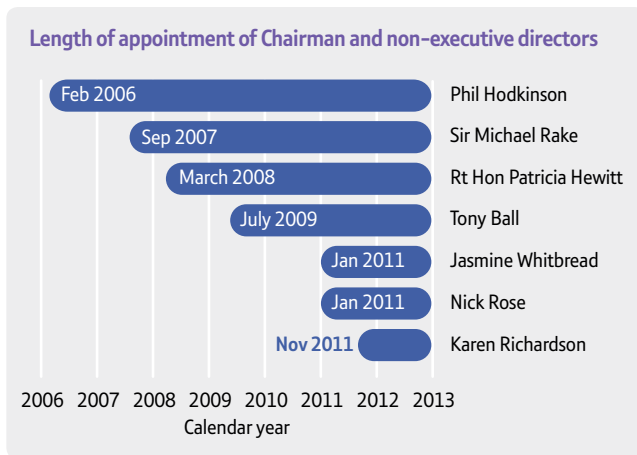 Length of appointment of Chairman and non-executive directors
Feb 2006 Phil Hodkinson
Sep 2007 Sir Michael Rake
March 2008 Rt Hon Patricia Hewitt
July 2009 Tony Ball
Jan 2011 Jasmine Whitbread
Jan 2011 Nick Rose
Nov 2011 Karen Richardson
2006 2007 2008 2009 2010 2011 2012 2013
Calendar year